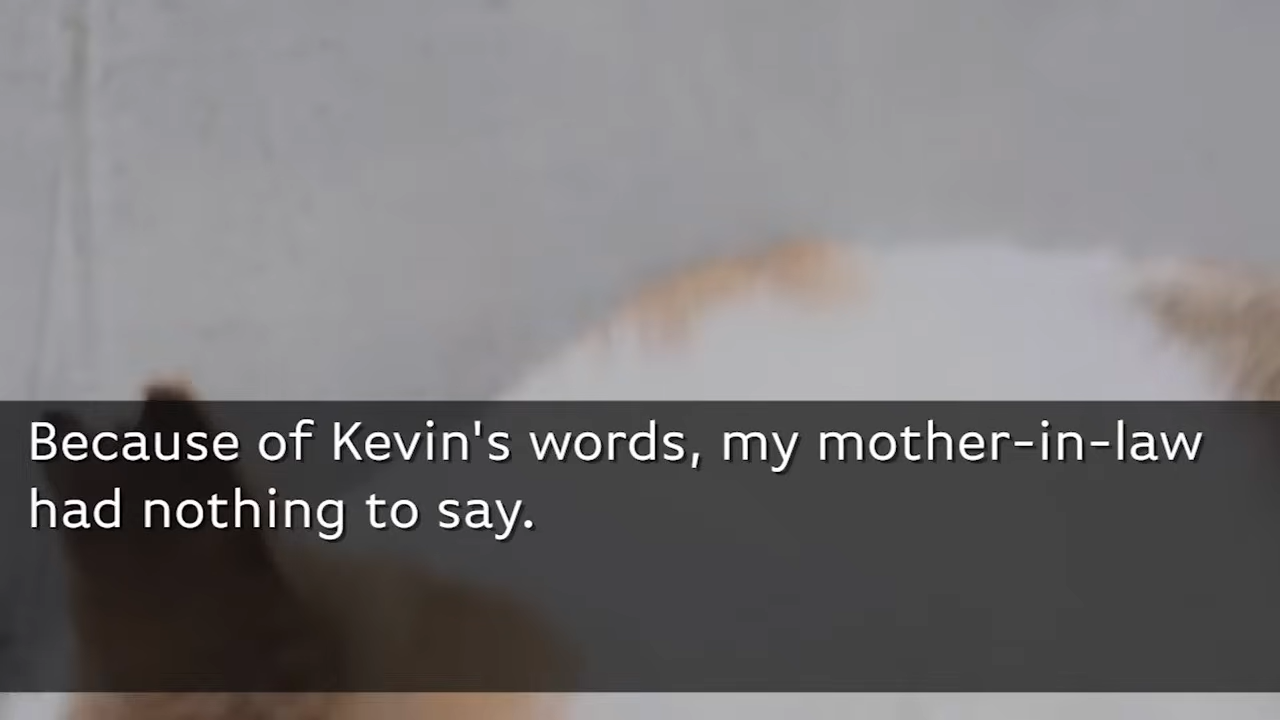 Because of Kevin's words, my mother-in-law
had nothing to say.